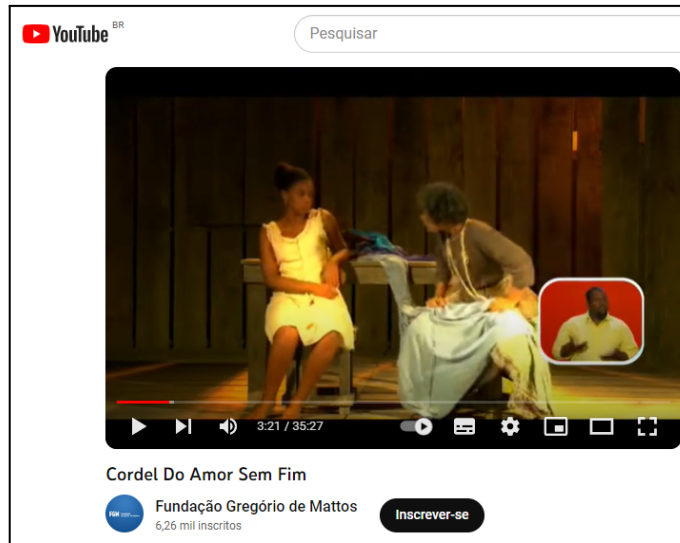 YouTube BR
Pesquisar
3:21 / 35:27
Cordel Do Amor Sem Fim
FGM
Fundação Gregório de Mattos
6,26 mil inscritos
Inscrever-se